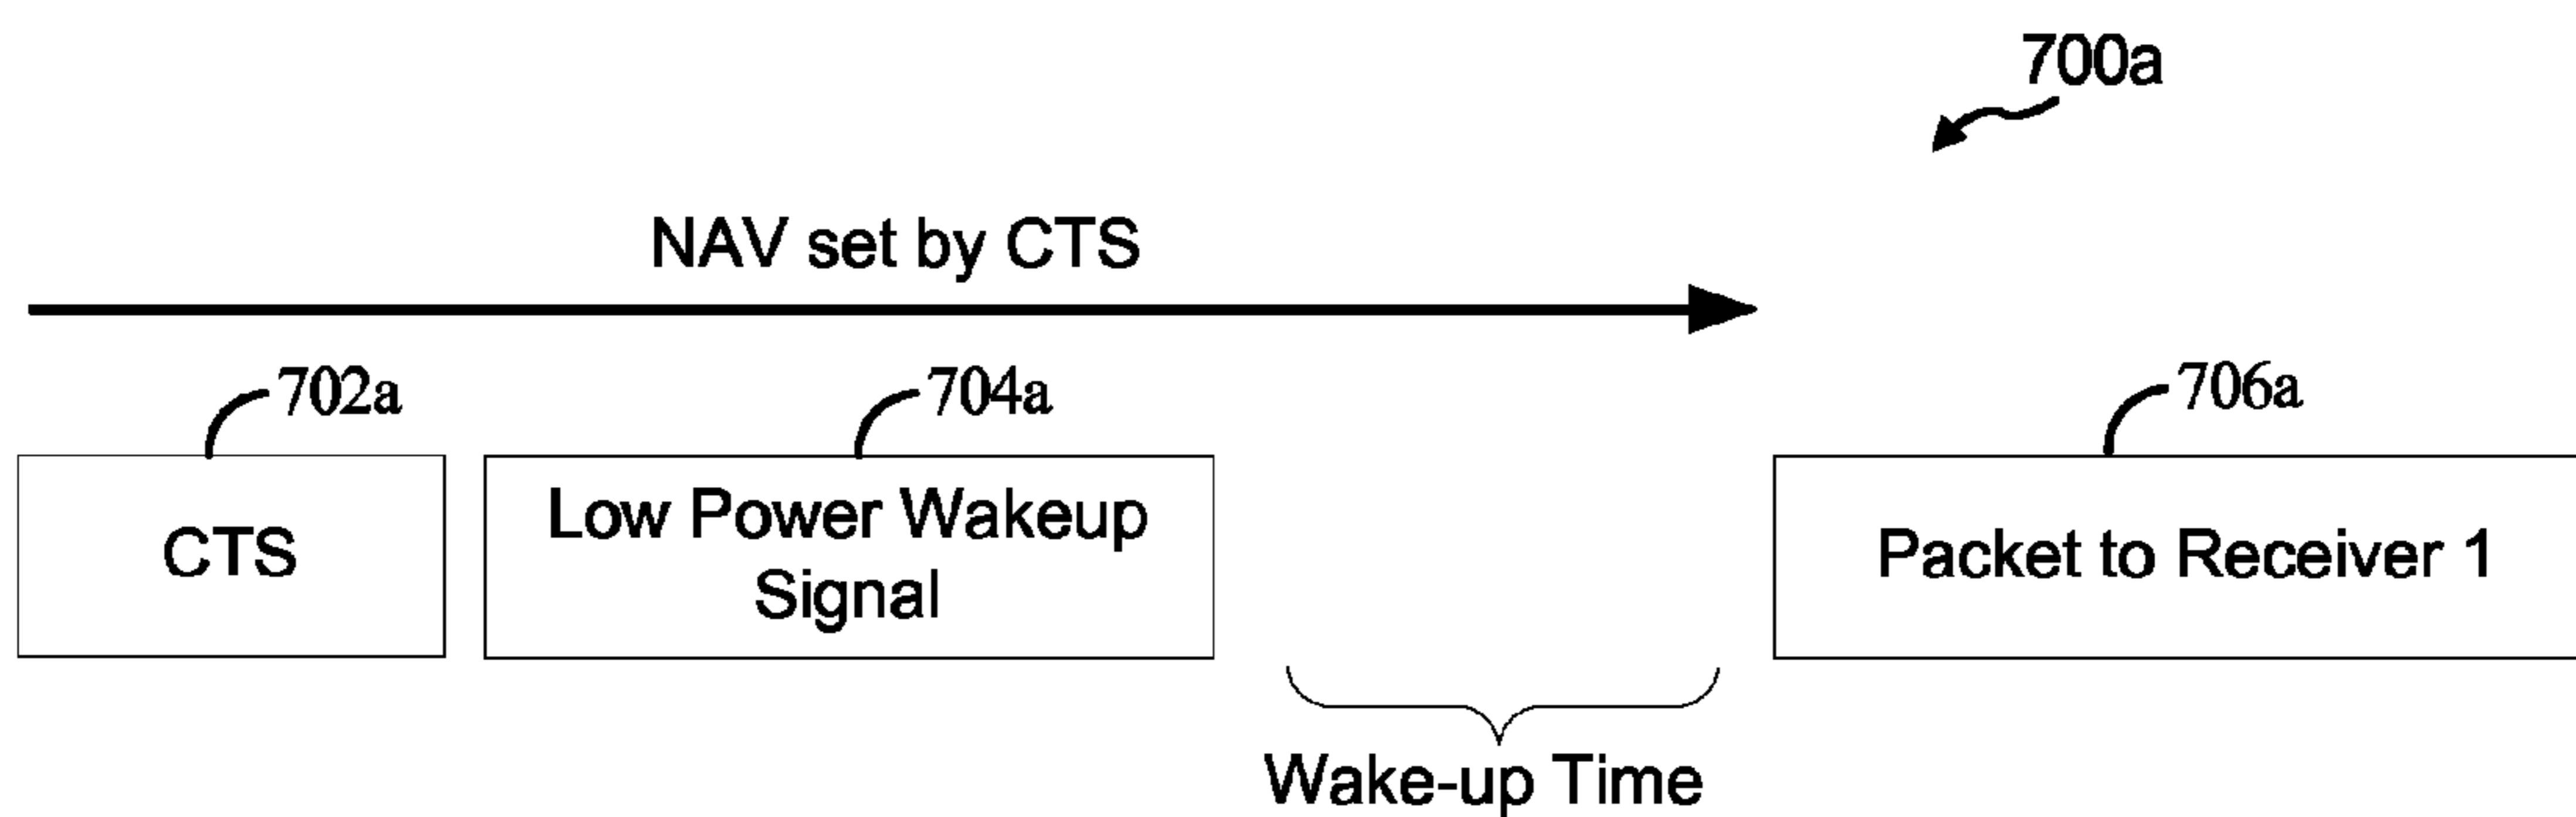 700a
NAV set by CTS
702a
704a
706a
CTS
Low Power Wakeup
Signal
Packet to Receiver 1
Wake-up Time